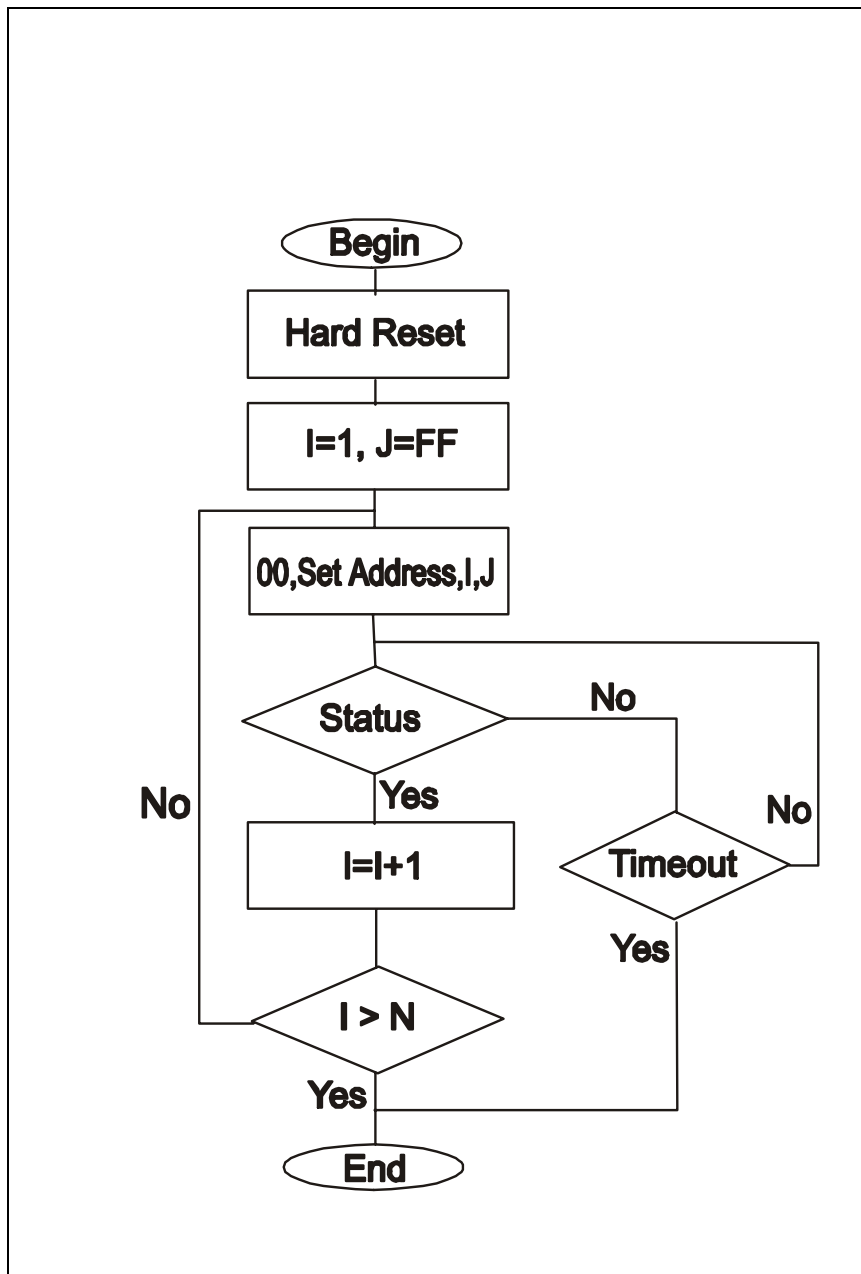 Begin
Hard Reset
I=1, J=FF
00,Set Address,I,J
Status
No
Yes
No
No
I=I+1
Timeout
Yes
I > N
Yes
End